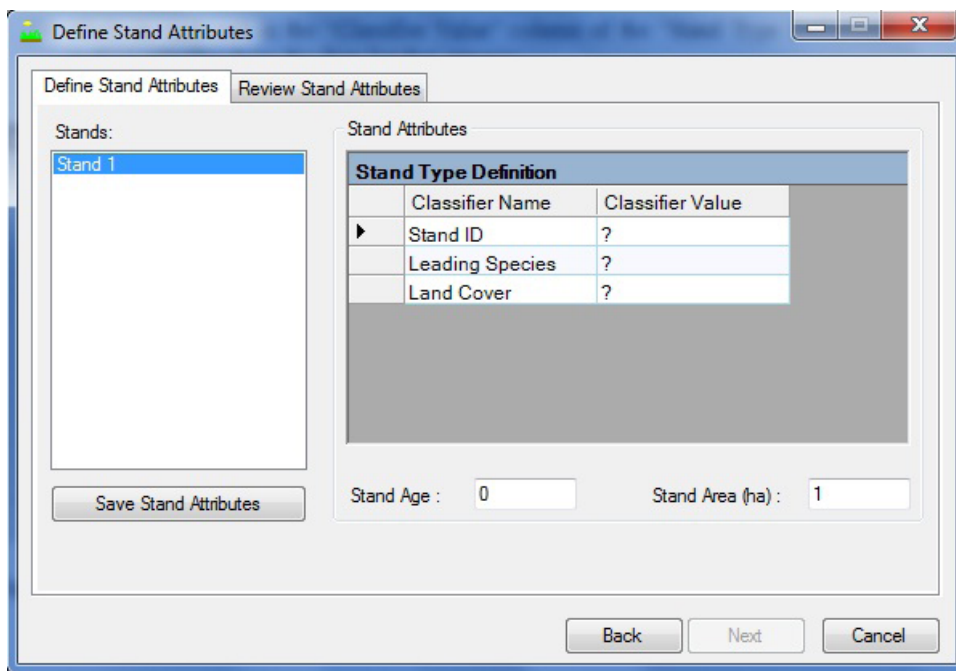 Define Stand Attributes
Define Stand Attributes Review Stand Attributes
Stands:
Stand 1
Save Stand Attributes
Stand Attributes
Stand Type Definition
Classifier Name Classifier Value
Stand ID ?
Leading Species ?
Land Cover ?
Stand Age : 0 Stand Area (ha) : 1
Back Next Cancel